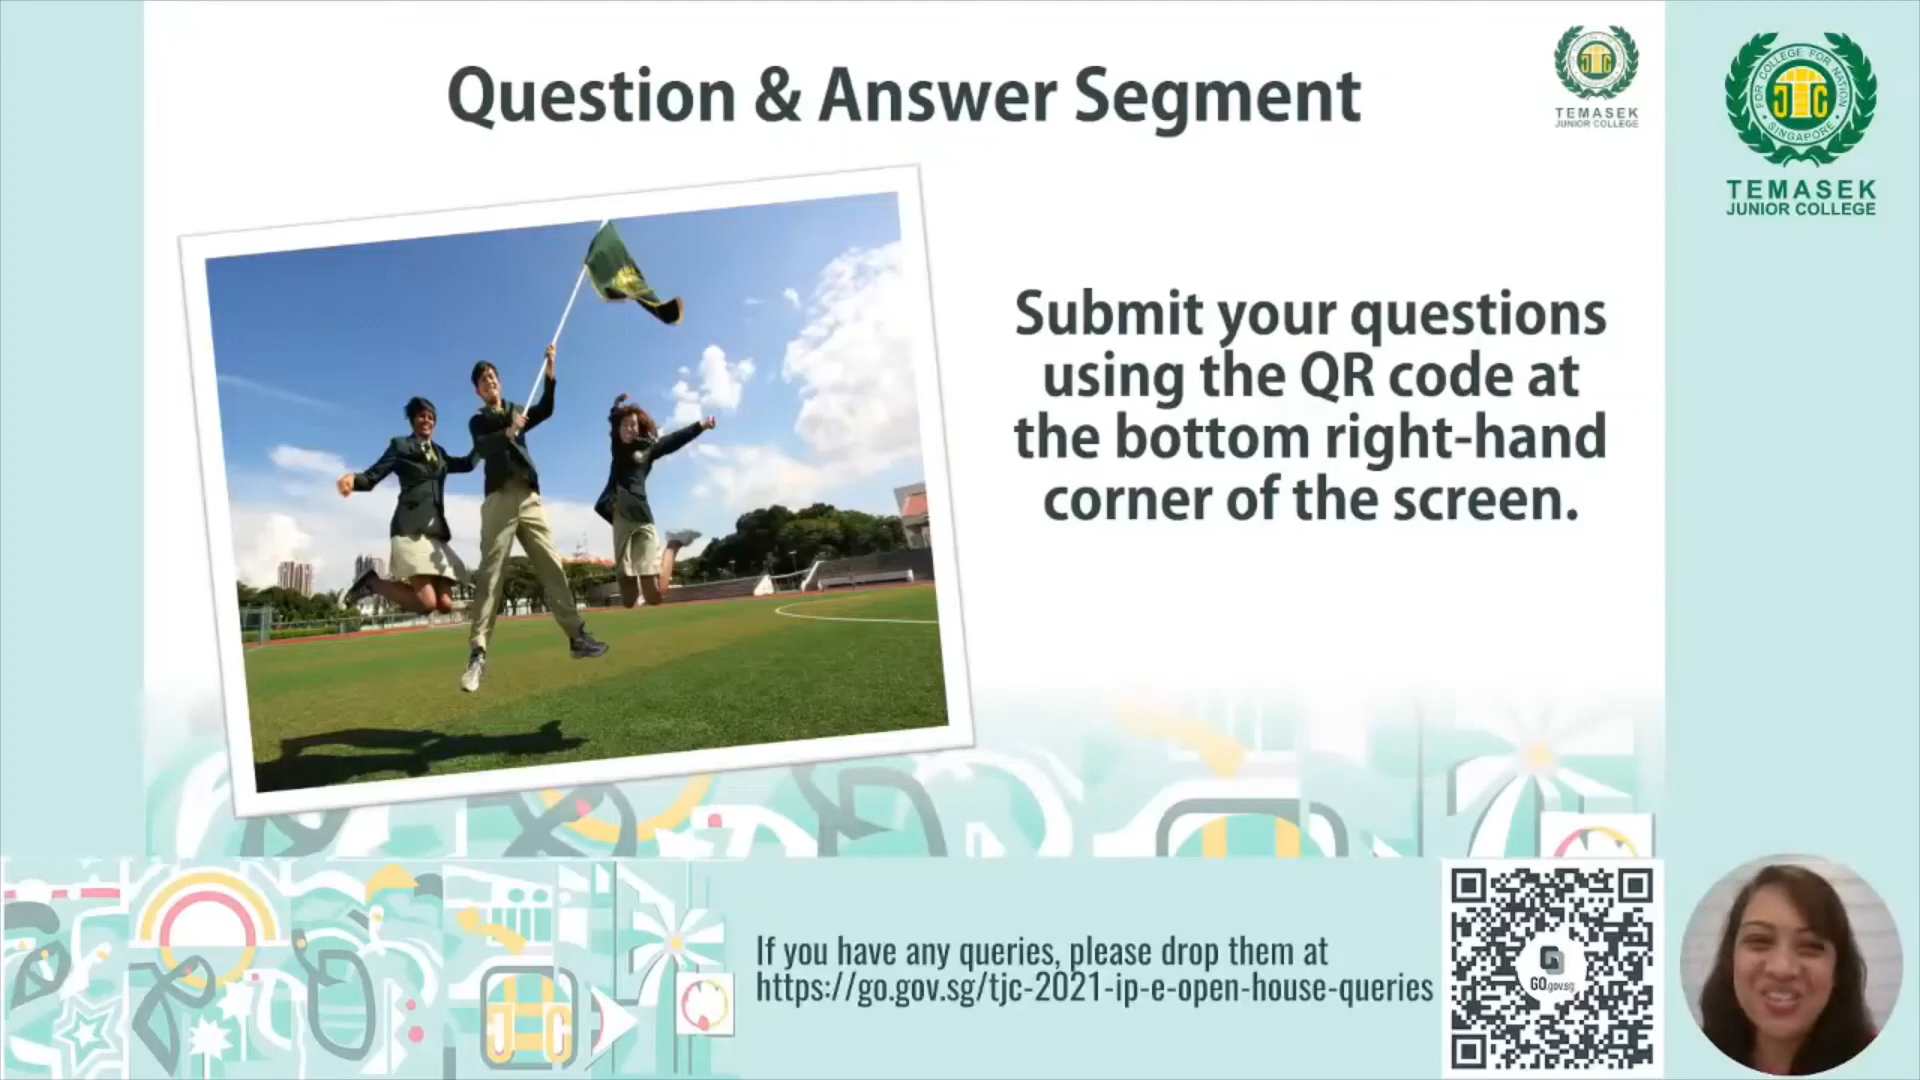 Question & Answer Segment
TEMASEK
JUNIOR COLLEGE
FOR COLLEGE FOR NATION
TJC
SINGAPORE
TEMASEK
JUNIOR COLLEGE
Submit your questions
using the QR code at
the bottom right-hand
corner of the screen.
If you have any queries, please drop them at
https://go.gov.sg/tjc-2021-ip-e-open-house-queries
GO.gov.sg